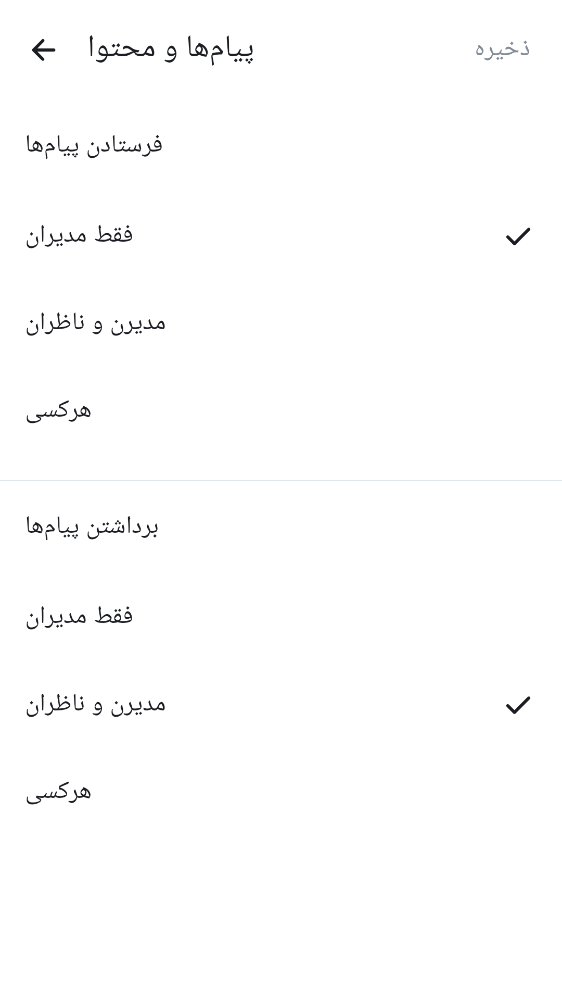 پیام‌ها و محتوا
ذخیره
فرستادن پیام‌ها
فقط مدیران
مدیرن و ناظران
هرکسی
برداشتن پیام‌ها
فقط مدیران
مدیرن و ناظران
هرکسی